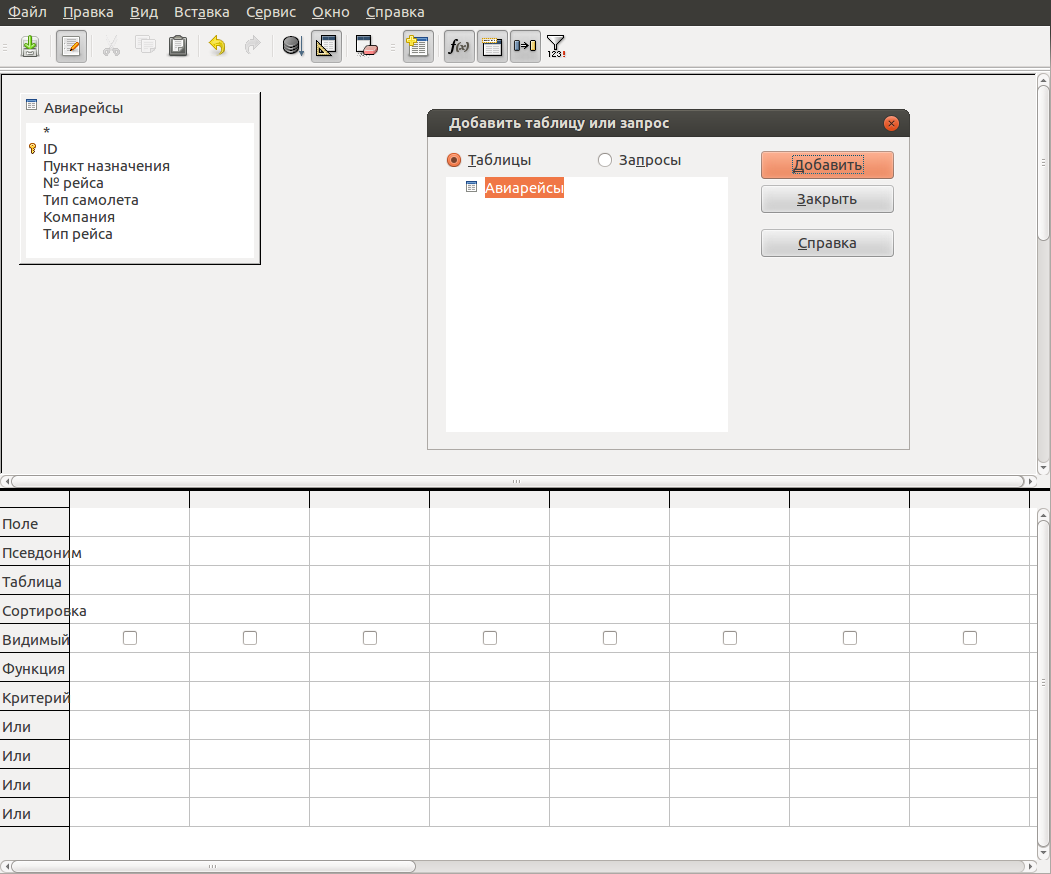 Файл Правка Вид Вставка Сервис Окно Справка
f(x) 123!
Авиарейсы
*
ID
Пункт назначения
№ рейса
Тип самолета
Компания
Тип рейса
Добавить таблицу или запрос
Таблицы Запросы
Авиарейсы
Добавить
Закрыть
Справка
Поле
Псевдоним
Таблица
Сортировка
Видимый
Функция
Критерий
Или
Или
Или
Или